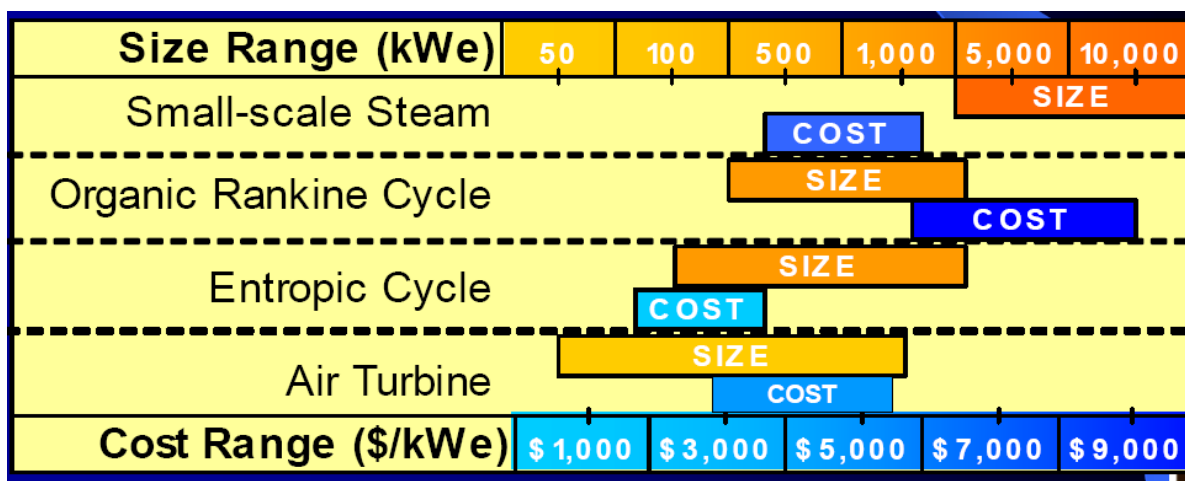 Size Range (kWe) 50 100 500 1,000 5,000 10,000
Small-scale Steam SIZE
COST
Organic Rankine Cycle SIZE
COST
Entropic Cycle SIZE
COST
Air Turbine SIZE
COST
Cost Range ($/kWe) $1,000 $3,000 $5,000 $7,000 $9,000